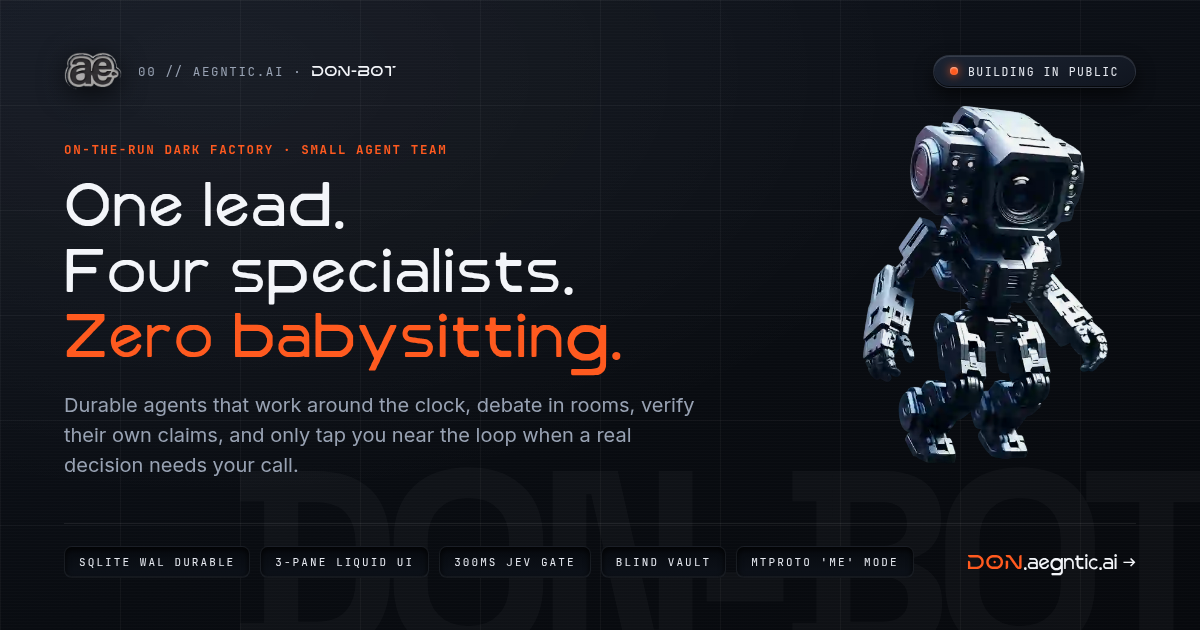 ae
00 // AEGNTIC.AI · DON-BOT
BUILDING IN PUBLIC
ON-THE-RUN DARK FACTORY · SMALL AGENT TEAM
One lead.
Four specialists.
Zero babysitting.
Durable agents that work around the clock, debate in rooms, verify
their own claims, and only tap you near the loop when a real
decision needs your call.
DON-BOT
SQLITE WAL DURABLE
3-PANE LIQUID UI
300MS JEV GATE
BLIND VAULT
MTPROTO 'ME' MODE
DON.aegntic.ai →